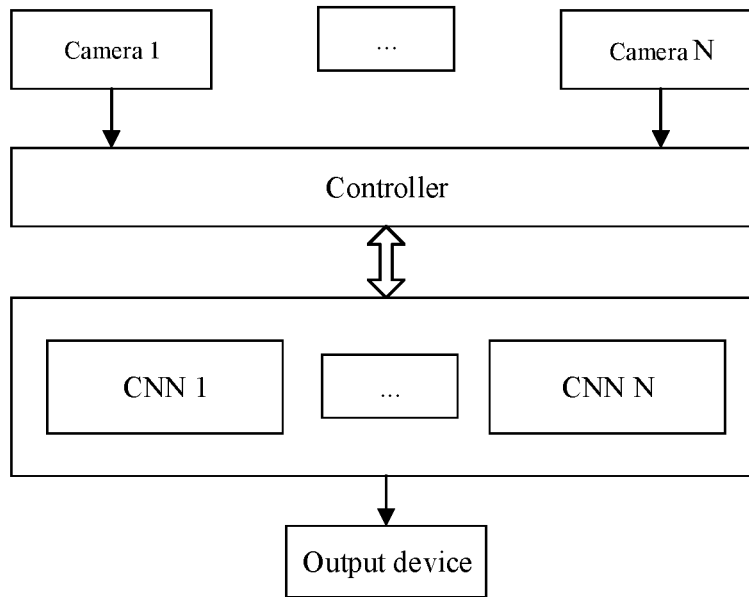 Camera 1
...
Camera N
Controller
CNN 1
...
CNN N
Output device